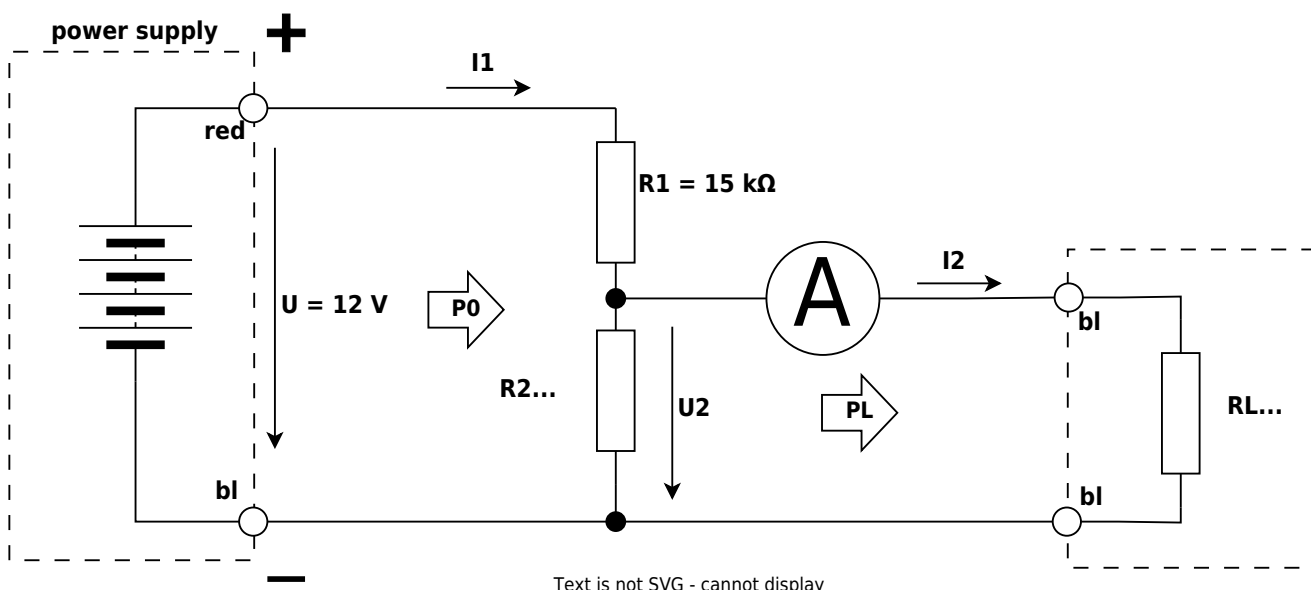 power supply
+
I1
red
R1 = 15 kΩ
I2
U = 12 V
P0
A
bl
R2...
U2
PL
RL...
bl
bl
−
Text is not SVG - cannot display